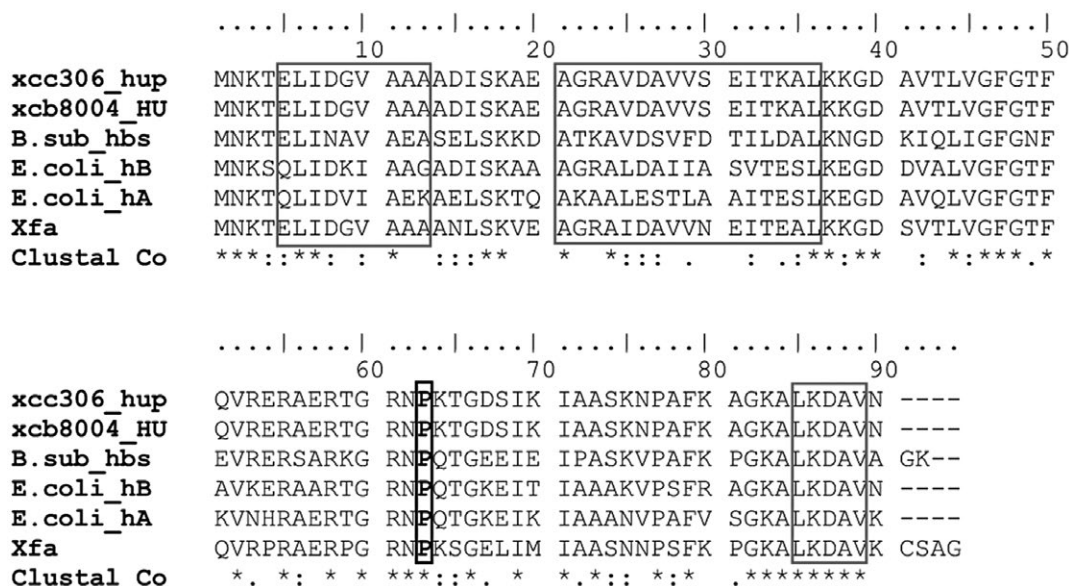 ....|....| ....|....| ....|....| ....|....| ....|....|
10 20 30 40 50
xcc306_hup MNKTELIDGV AAAADISKAE AGRAVDAVVS EITKALKKGD AVTLVGFGTF
xcb8004_HU MNKTELIDGV AAAADISKAE AGRAVDAVVS EITKALKKGD AVTLVGFGTF
B.sub_hbs MNKTELINAV AEASELSKKD ATKAVDSVFD TILDALKNGD KIQLIGFGNF
E.coli_hB MNKSQLIDKI AAGADISKAA AGRALDAIIA SVTESLKEGD DVALVGFGTF
E.coli_hA MNKTQLIDVI AEKAELSKTQ AKAALESTLA AITESLKEGD AVQLVGFGTF
Xfa MNKTELIDGV AAAANLSKVE AGRAIDAVVN EITEALKKGD SVTLVGFGTF
Clustal Co ***::**: : * :::** * *::: . : .:**:** : *:***.*
....|....| ....|....| ....|....| ....|....| ....
60 70 80 90
xcc306_hup QVRERAERTG RNPKTGDSIK IAASKNPAFK AGKALKDAVN ----
xcb8004_HU QVRERAERTG RNPKTGDSIK IAASKNPAFK AGKALKDAVN ----
B.sub_hbs EVRERSARKG RNPQTGEEIE IPASKVPAFK PGKALKDAVA GK--
E.coli_hB AVKERAARTG RNPQTGKEIT IAAAKVPSFR AGKALKDAVN ----
E.coli_hA KVNHRAERTG RNPQTGKEIK IAAANVPAFV SGKALKDAVK ----
Xfa QVRPRAERPG RNPKSGELIM IAASNNPSFK PGKALKDAVK CSAG
Clustal Co *. *: * * ***::*. * *.*:: *:* .********